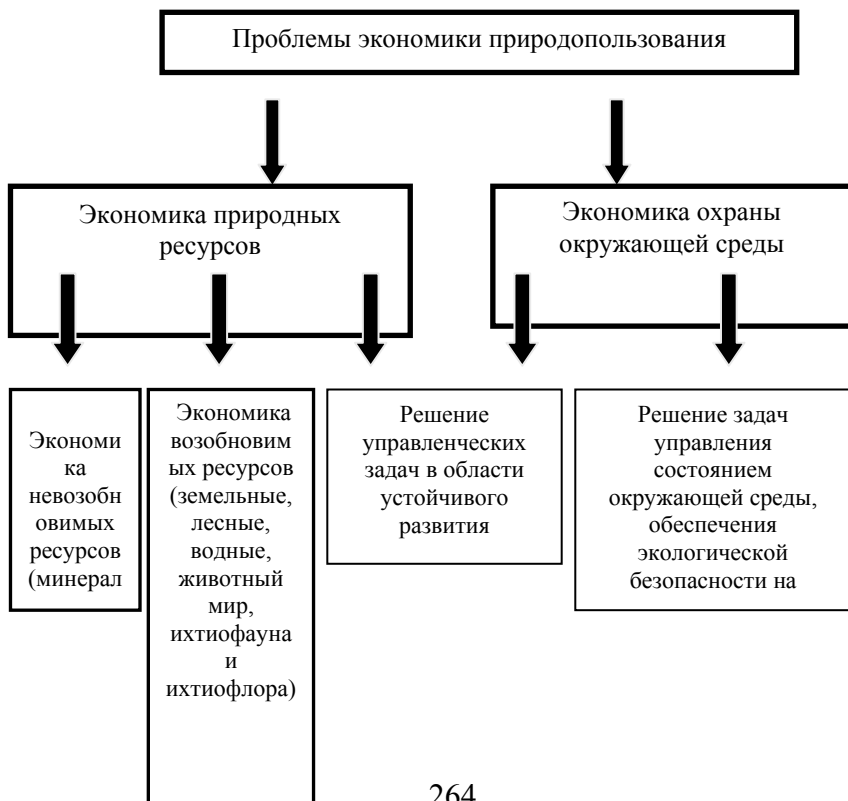 Проблемы экономики природопользования
Экономика природных
ресурсов
Экономика охраны
окружающей среды
Экономи
ка
невозобн
овимых
ресурсов
(минерал
Экономика
возобновим
ых ресурсов
(земельные,
лесные,
водные,
животный
мир,
ихтиофауна
и
ихтиофлора)
Решение
управленческих
задач в области
устойчивого
развития
Решение задач
управления
состоянием
окружающей среды,
обеспечения
экологической
безопасности на
264